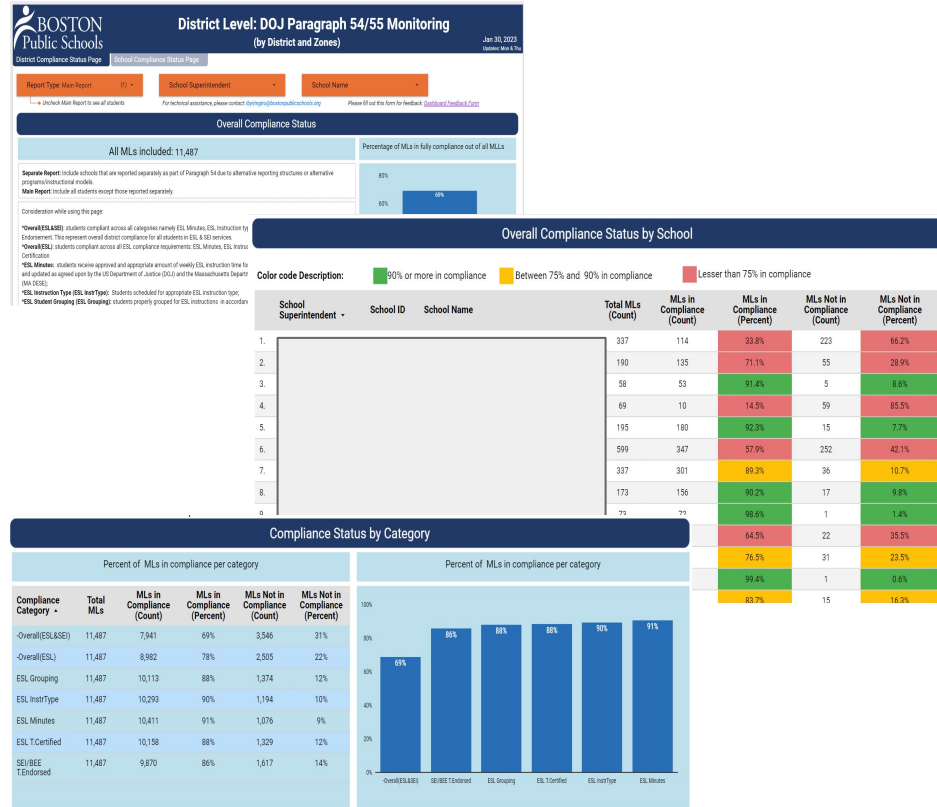 BOSTON
Public Schools
District Level: DOJ Paragraph 54/55 Monitoring
(by District and Zones)
Jan 30, 2023
Updates: Mon & Thu
District Compliance Status Page
School Compliance Status Page
Report Type: Main Report (1)
School Superintendent
School Name
Uncheck Main Report to see all students
For technical assistance, please contact:
Please fill out this form for feedback: Dashboard Feedback Form
Overall Compliance Status
All MLs included: 11,487
Separate Report: Include schools that are reported separately as part of Paragraph 54 due to alternative reporting structures or alternative
programs/instructional models.
Main Report: Include all students except those reported separately.
Consideration while using this page:
*Overall(ESL&SEI): students compliant across all categories namely ESL Minutes, ESL Instruction
Endorsement. This represent overall district compliance for all students in ESL & SEI services.
*Overall(ESL): students compliant across all ESL compliance requirements: ESL Minutes, ESL
Certification
*ESL Minutes: students receive approved and appropriate amount of weekly ESL instruction time
and updated as agreed upon by the US Department of Justice (DOJ) and the Massachusetts
(MA DESE);
*ESL Instruction Type (ESL InstrType): Students scheduled for appropriate ESL instruction type;
*ESL Student Grouping (ESL Grouping): students properly grouped for ESL instructions in
Percentage of MLs in fully compliance out of all MLLs
80%
69%
60%
Overall Compliance Status by School
Color code Description:
90% or more in compliance
Between 75% and 90% in compliance
Lesser than 75% in compliance
School Superintendent School ID School Name Total MLs (Count) MLs in Compliance (Count) MLs in Compliance (Percent) MLs Not in Compliance (Count) MLs Not in Compliance (Percent)
1. 337 114 33.8% 223 66.2%
2. 190 135 71.1% 55 28.9%
3. 58 53 91.4% 5 8.6%
4. 69 10 14.5% 59 85.5%
5. 195 180 92.3% 15 7.7%
6. 599 347 57.9% 252 42.1%
7. 337 301 89.3% 36 10.7%
8. 173 156 90.2% 17 9.8%
9. 73 72 98.6% 1 1.4%
64.5% 22 35.5%
76.5% 31 23.5%
99.4% 1 0.6%
83.7% 15 16.3%
Compliance Status by Category
Percent of MLs in compliance per category
Compliance Category Total MLs MLs in Compliance (Count) MLs in Compliance (Percent) MLs Not in Compliance (Count) MLs Not in Compliance (Percent)
-Overall(ESL&SEI) 11,487 7,941 69% 3,546 31%
-Overall(ESL) 11,487 8,982 78% 2,505 22%
ESL Grouping 11,487 10,113 88% 1,374 12%
ESL InstrType 11,487 10,293 90% 1,194 10%
ESL Minutes 11,487 10,411 91% 1,076 9%
ESL T.Certified 11,487 10,158 88% 1,329 12%
SEI/BEE T.Endorsed 11,487 9,870 86% 1,617 14%
Percent of MLs in compliance per category
100%
80%
60%
40%
20%
0%
69%
86%
88%
88%
90%
91%
-Overall(ESL&SEI)
SEI/BEE T.Endorsed
ESL Grouping
ESL T.Certified
ESL InstrType
ESL Minutes